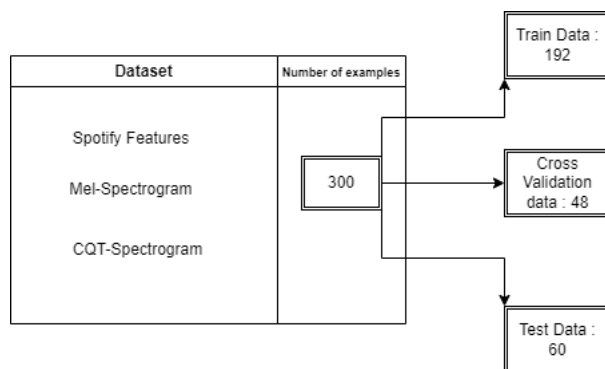 Dataset
Number of examples
Spotify Features
Mel-Spectrogram
CQT-Spectrogram
300
Train Data :
192
Cross
Validation
data : 48
Test Data :
60